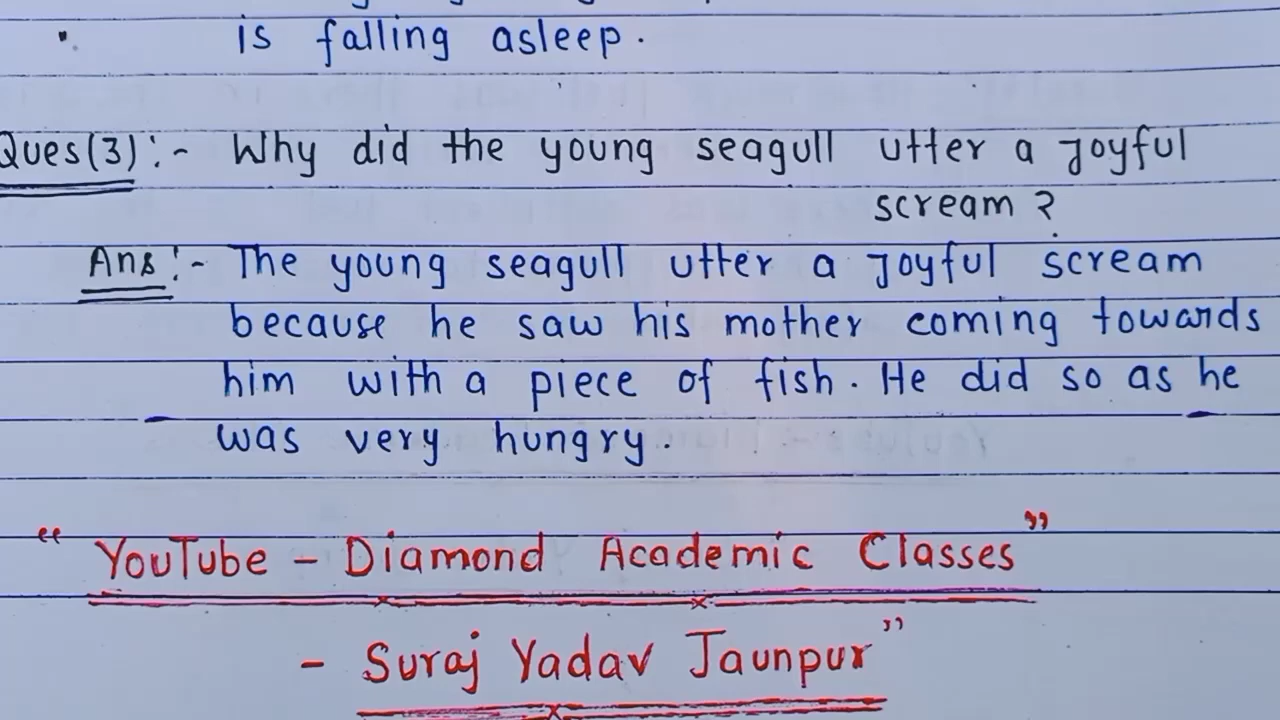 is falling asleep.
Ques(3):- Why did the young seagull utter a joyful
scream?
Ans:- The young seagull utter a joyful scream
because he saw his mother coming towards
him with a piece of fish. He did so as he
was very hungry.
"YouTube - Diamond Academic Classes"
- Suraj Yadav Jaunpur"